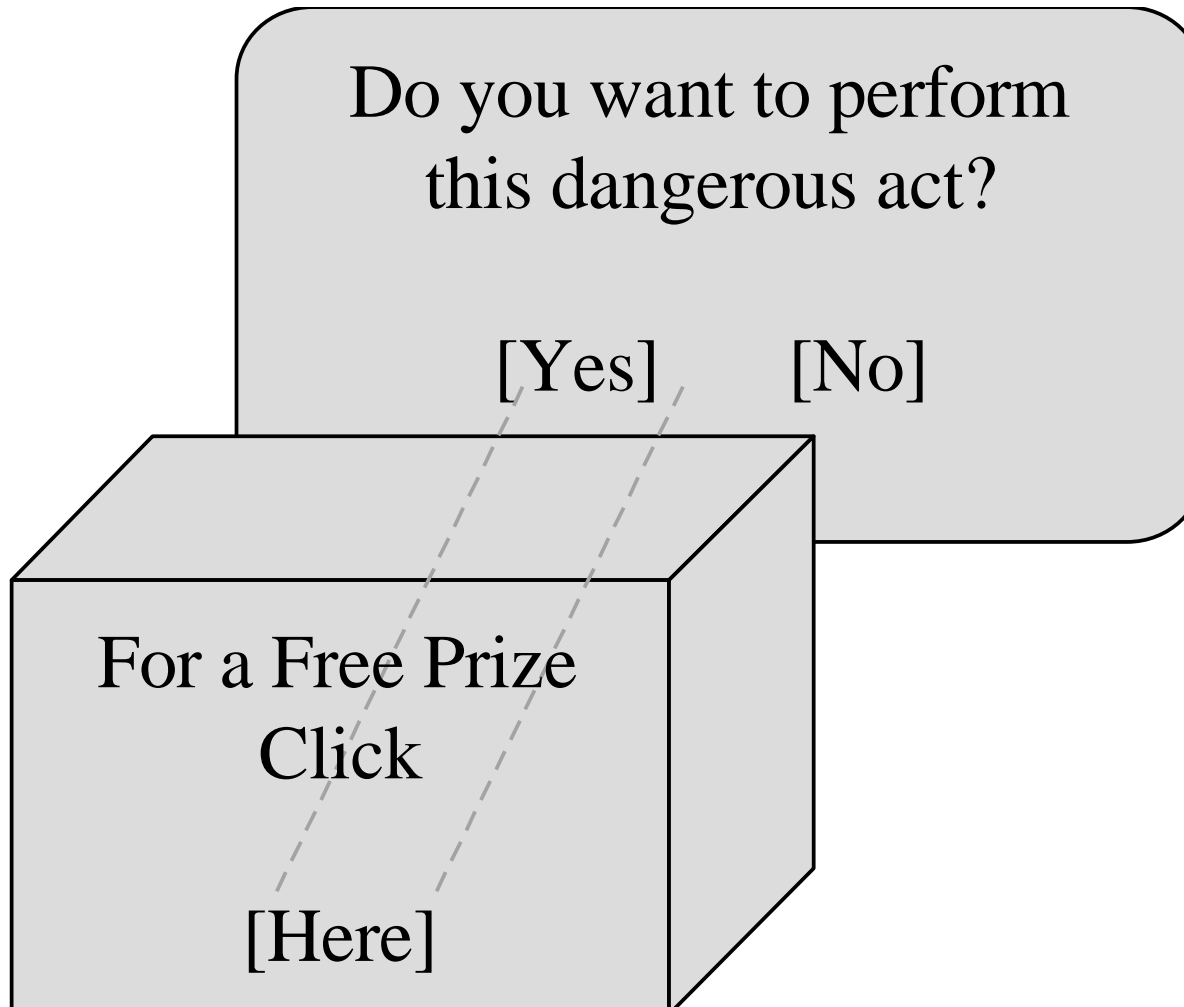 Do you want to perform
this dangerous act?
[Yes] [No]
For a Free Prize
Click
[Here]